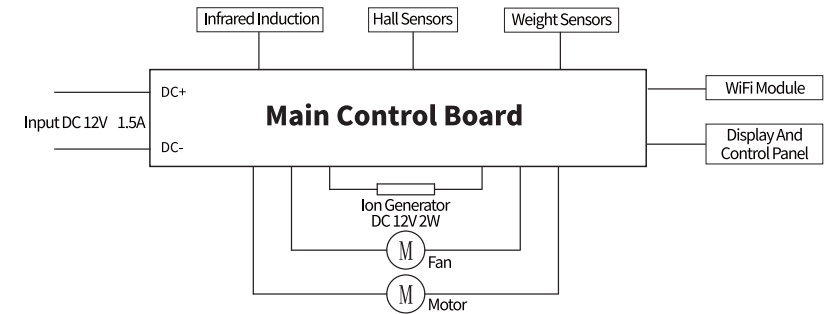 Infrared Induction
Hall Sensors
Weight Sensors
DC+
WiFi Module
Main Control Board
Input DC 12V 1.5A
Display And
Control Panel
DC-
Ion Generator
DC 12V 2W
M
Fan
M
Motor